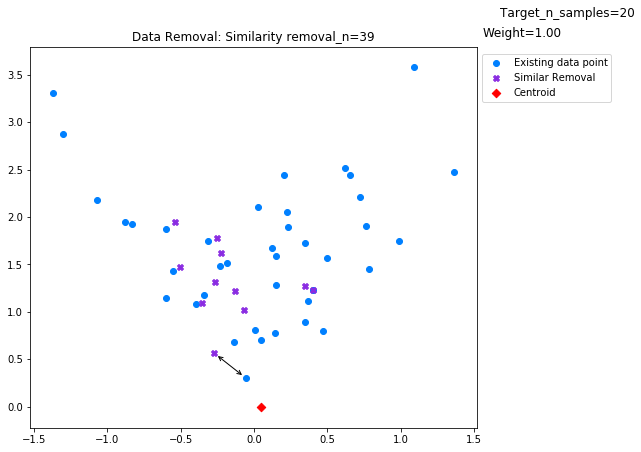 Target_n_samples=20
Weight=1.00
Data Removal: Similarity removal_n=39
Existing data point
Similar Removal
Centroid
3.5
3.0
2.5
2.0
1.5
1.0
0.5
0.0
−1.5 −1.0 −0.5 0.0 0.5 1.0 1.5